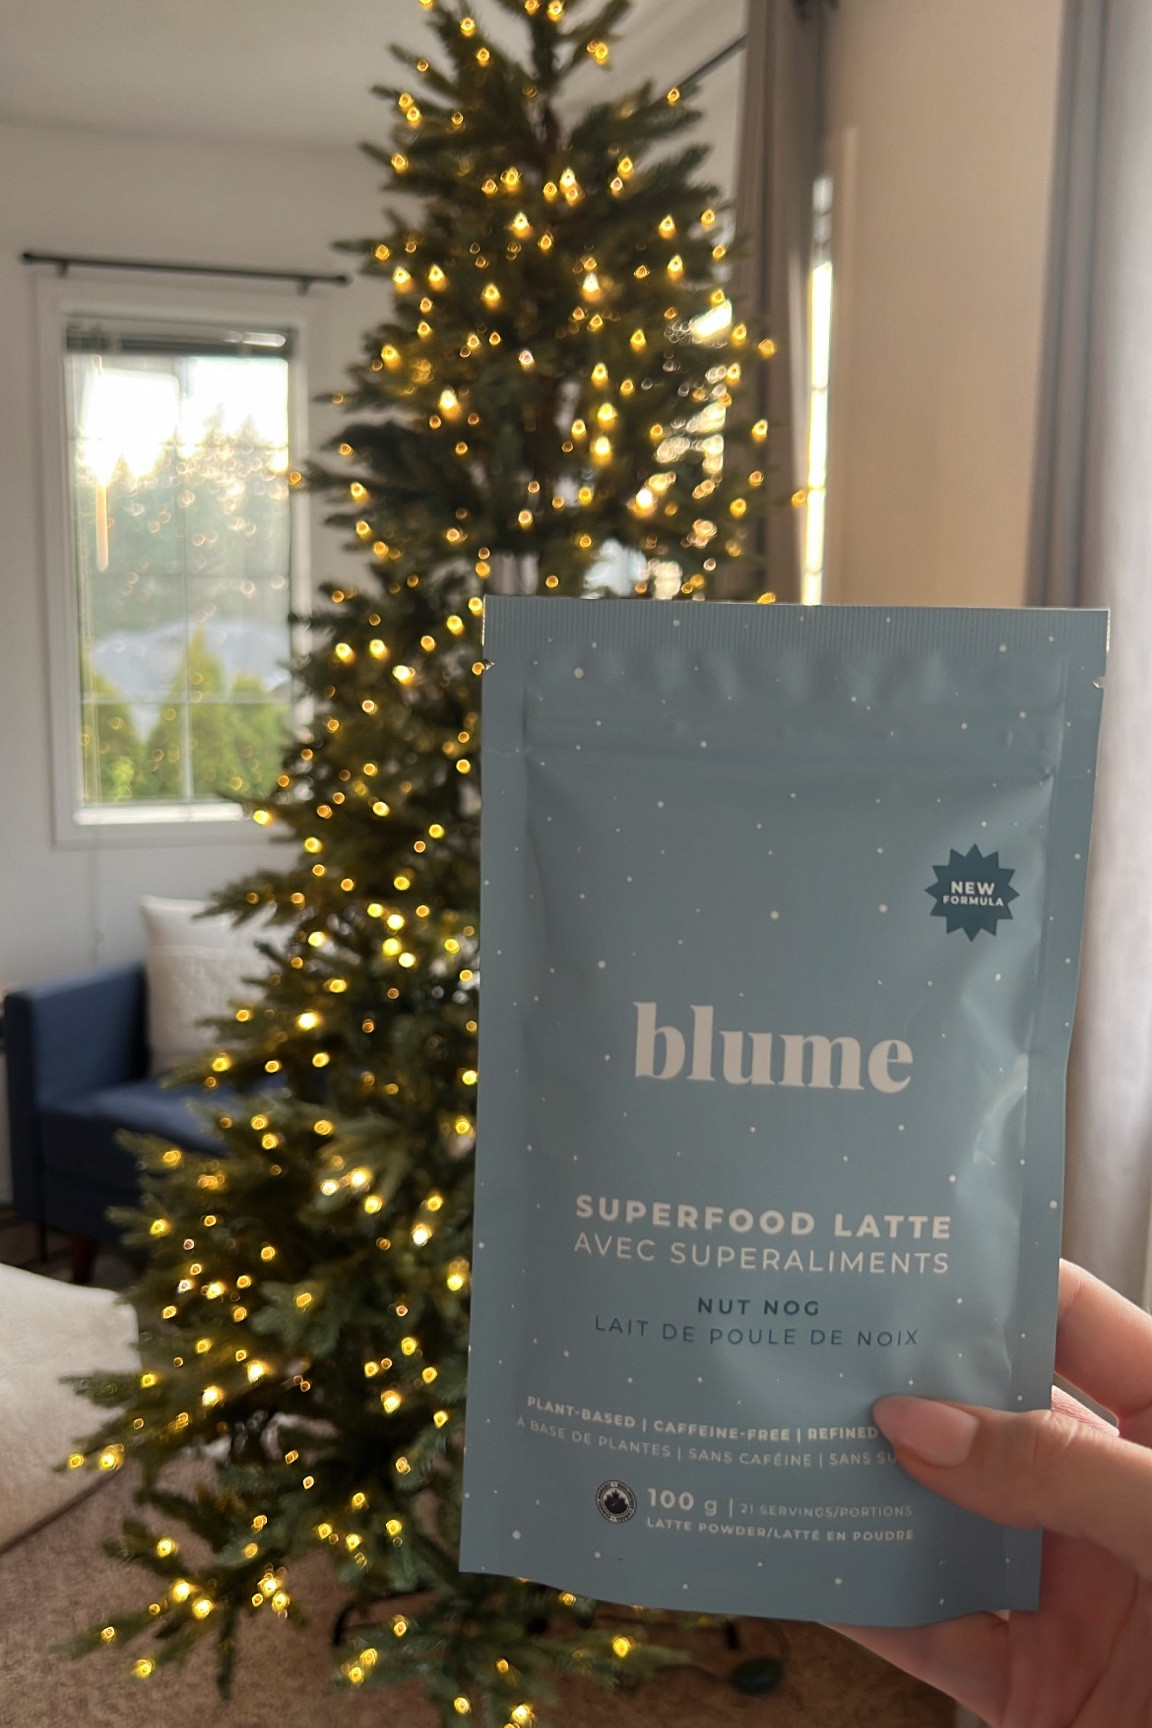 NEW
FORMULA
blume
SUPERFOOD LATTE
AVEC SUPERALIMENTS
NUT NOG
LAIT DE POULE DE NOIX
PLANT-BASED | CAFFEINE-FREE | REFINED
À BASE DE PLANTES | SANS CAFÉINE | SANS SU
100 g | 21 SERVINGS/PORTIONS
LATTE POWDER/LATTÉ EN POUDRE